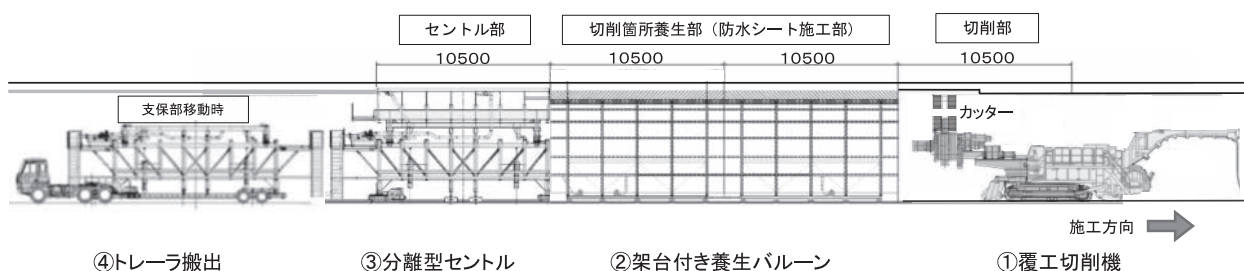 セントル部
切削箇所養生部（防水シート施工部）
切削部
10500
10500
10500
10500
支保部移動時
カッター
施工方向
④トレーラ搬出
③分離型セントル
②架台付き養生バルーン
①覆工切削機